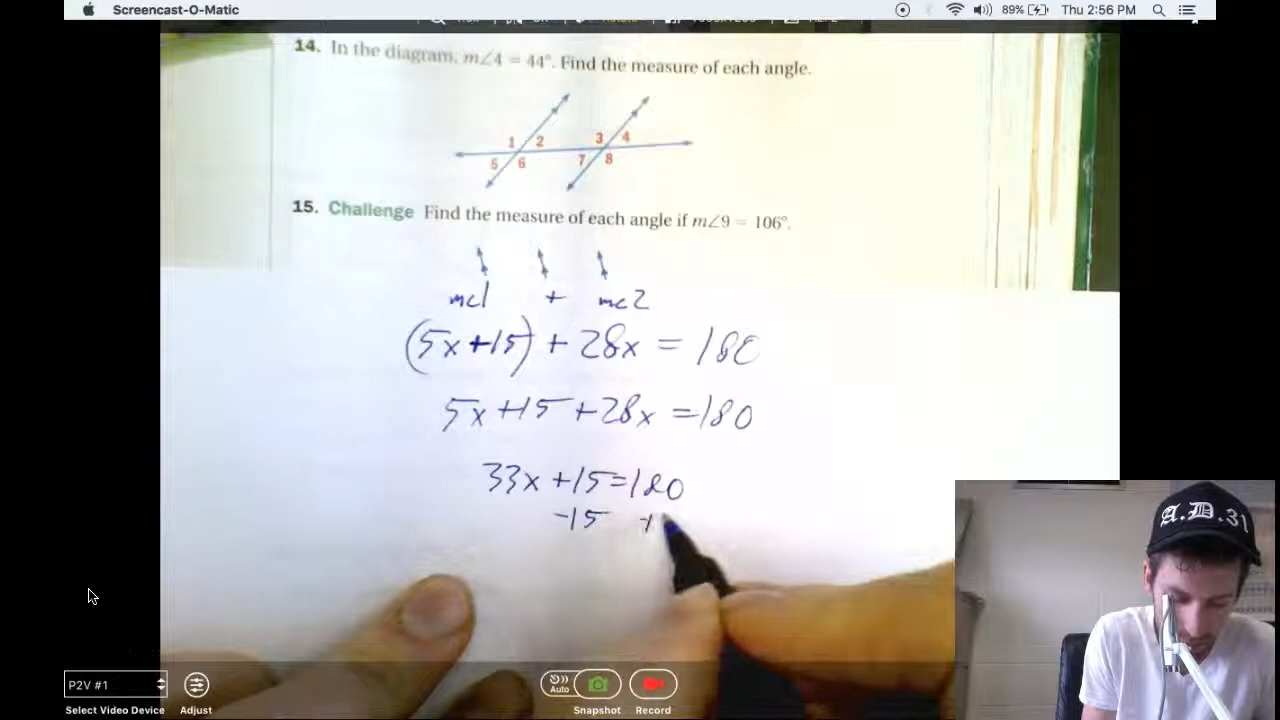 Screencast-O-Matic
89%
Thu 2:56 PM
14. In the diagram, m∠4 = 44°. Find the measure of each angle.
1 2 3 4
5 6 7 8
15. Challenge Find the measure of each angle if m∠9 = 106°.
m<1 + m<2
(5x+15) + 28x = 180
5x+15+28x=180
33x+15=180
-15 -1
A.D.31
P2V #1
Auto
Select Video Device
Adjust
Snapshot
Record